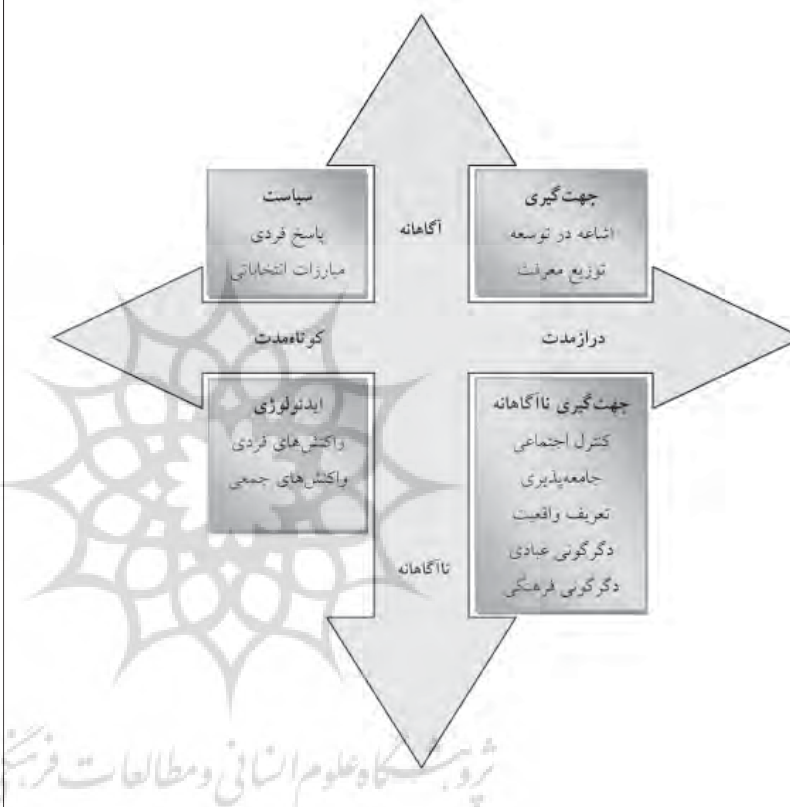 جهت‌گیری
اشاعه در توسعه
توزیع معرفت
سیاست
پاسخ فردی
مبارزات انتخاباتی
آگاهانه
درازمدت
کوتاه‌مدت
جهت‌گیری ناآگاهانه
کنترل اجتماعی
جامعه‌پذیری
تعریف واقعیت
دگرگونی عبادی
دگرگونی فرهنگی
ایدئولوژی
واکنش‌های فردی
واکنش‌های جمعی
ناآگاهانه
پژوهشگاه علوم انسانی و مطالعات